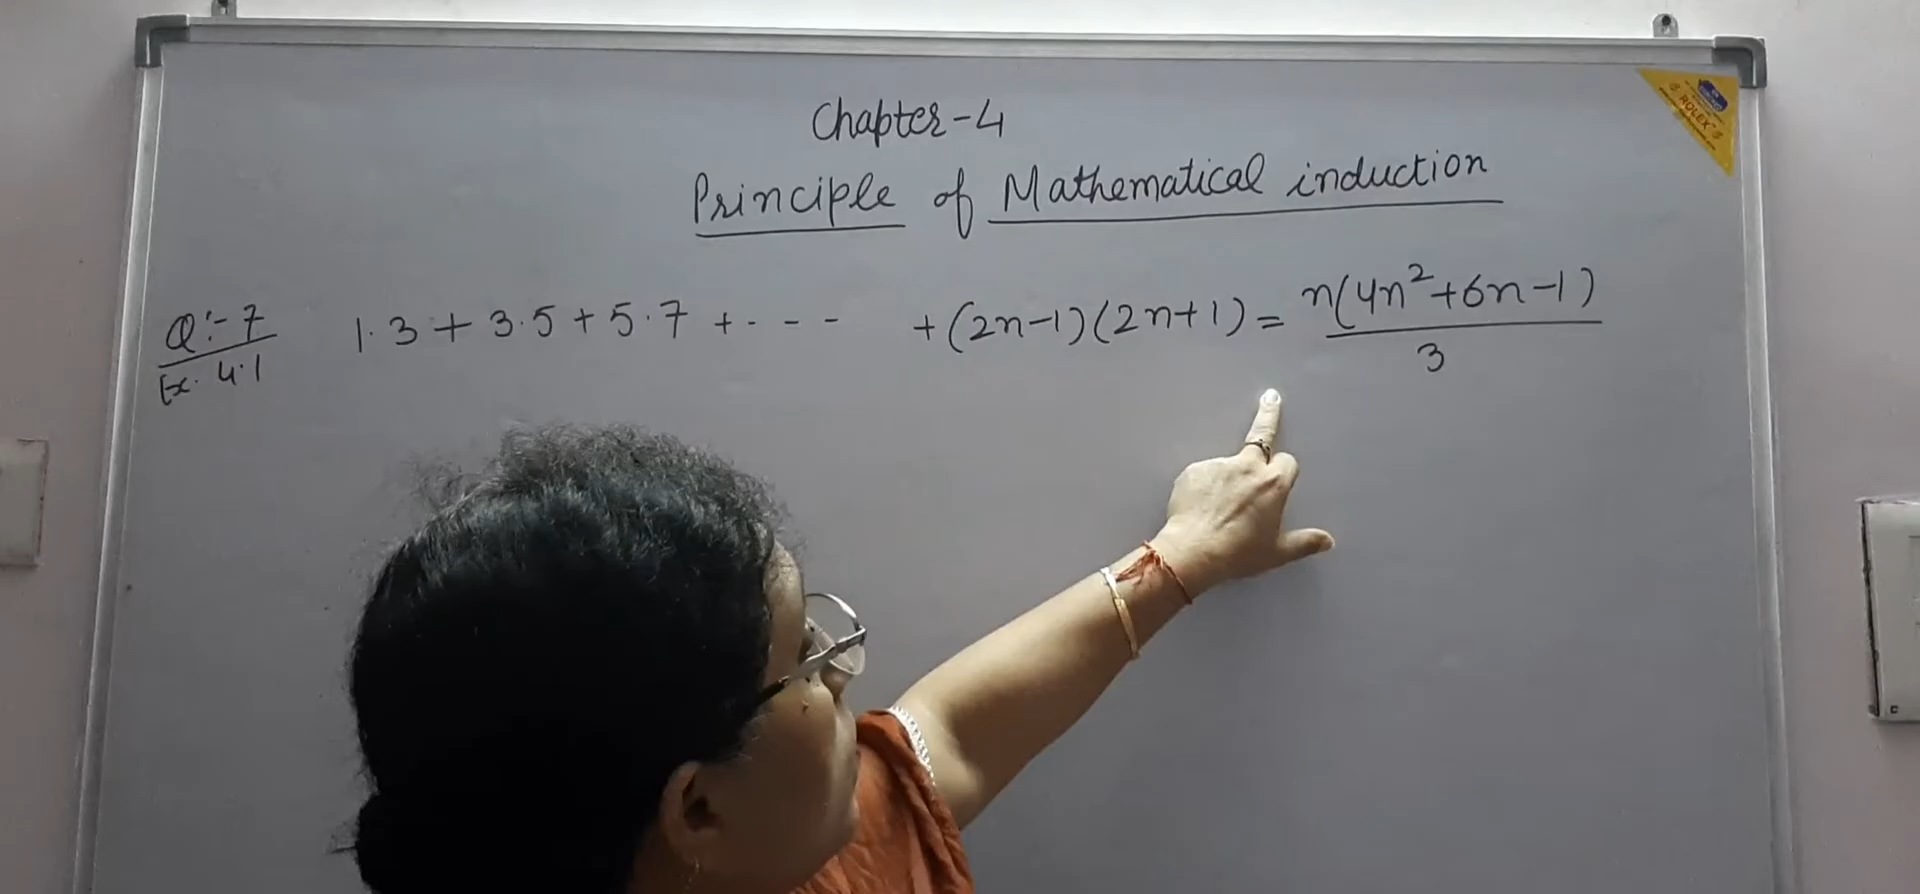 Chapter-4
Principle of Mathematical induction
Q:- 7 1.3 + 3.5 + 5.7 + - - - + (2n-1)(2n+1) = n(4n²+6n-1)/3
Ex. 4.1
ROLEX